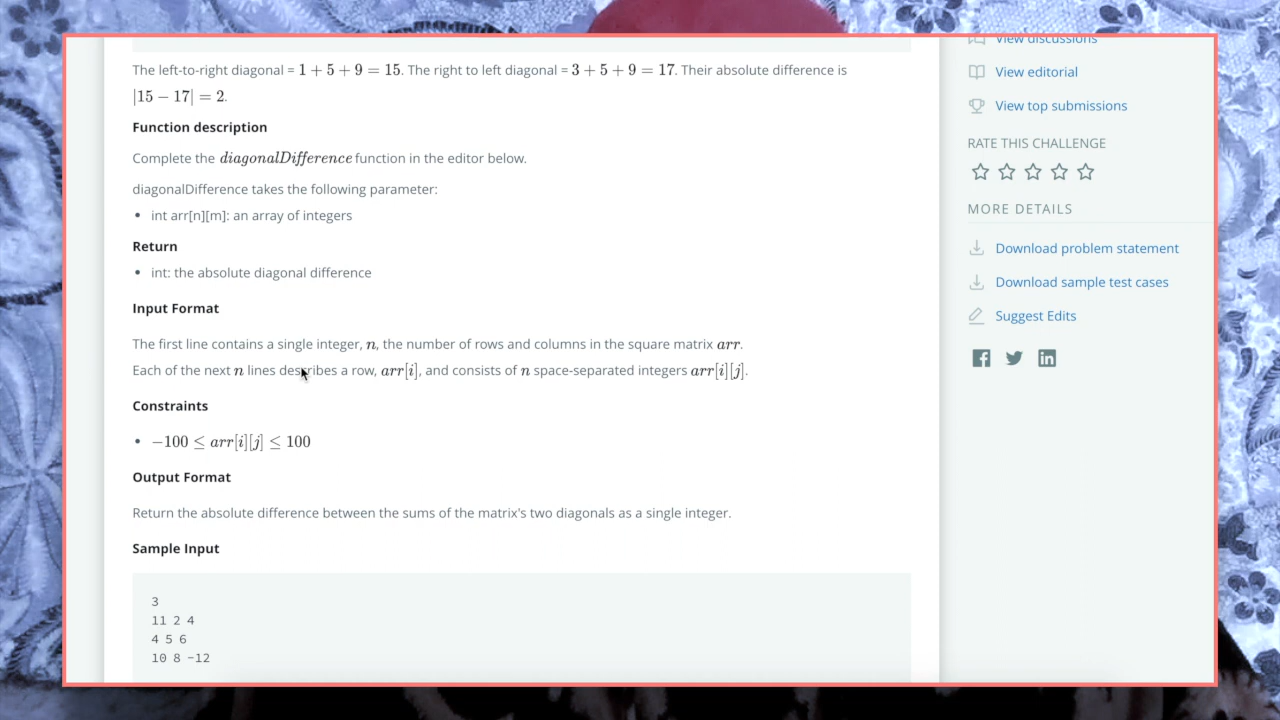 The left-to-right diagonal = 1 + 5 + 9 = 15. The right to left diagonal = 3 + 5 + 9 = 17. Their absolute difference is
|15 − 17| = 2.
Function description
Complete the diagonalDifference function in the editor below.
diagonalDifference takes the following parameter:
• int arr[n][m]: an array of integers
Return
• int: the absolute diagonal difference
Input Format
The first line contains a single integer, n, the number of rows and columns in the square matrix arr.
Each of the next n lines describes a row, arr[i], and consists of n space-separated integers arr[i][j].
Constraints
• −100 ≤ arr[i][j] ≤ 100
Output Format
Return the absolute difference between the sums of the matrix's two diagonals as a single integer.
Sample Input
3
11 2 4
4 5 6
10 8 -12
View discussions
View editorial
View top submissions
RATE THIS CHALLENGE
MORE DETAILS
Download problem statement
Download sample test cases
Suggest Edits